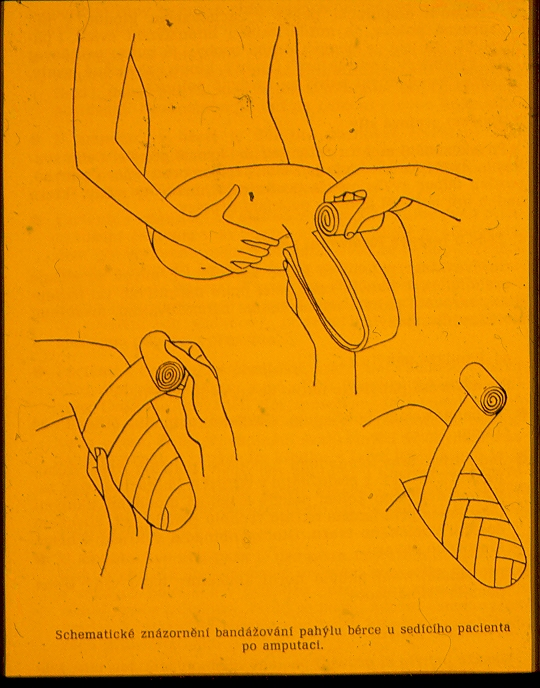 Schematické znázornění bandážování pahýlu bérce u sedícího pacienta
po amputaci.